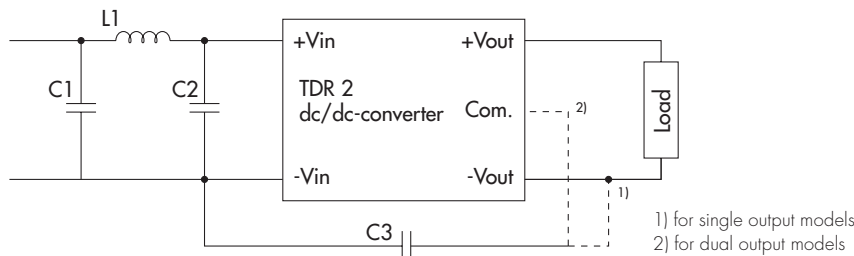 L1
C1
C2
+Vin
+Vout
TDR 2
dc/dc-converter
Com.
2)
Load
-Vin
-Vout
1)
C3
1) for single output models
2) for dual output models